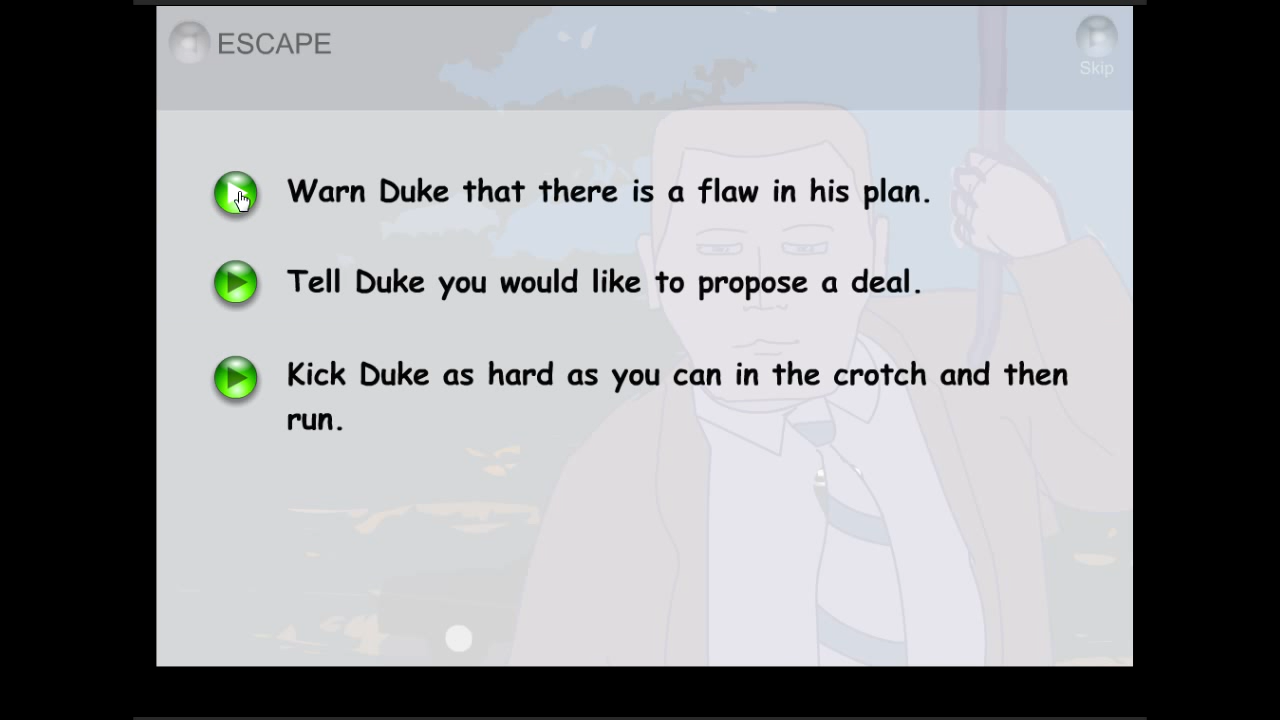 ESCAPE
Skip
Warn Duke that there is a flaw in his plan.
Tell Duke you would like to propose a deal.
Kick Duke as hard as you can in the crotch and then
run.